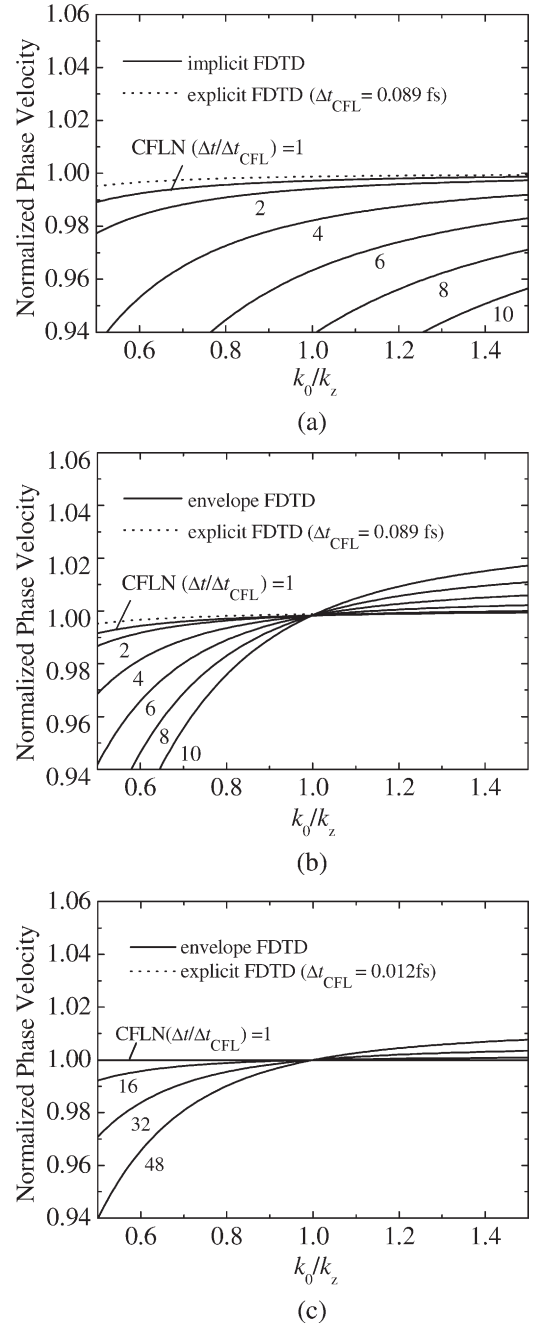 1.06
1.04
1.02
1.00
0.98
0.96
0.94
Normalized Phase Velocity
implicit FDTD
explicit FDTD (Δt_CFL = 0.089 fs)
CFLN (Δt/Δt_CFL) =1
2
4
6
8
10
0.6 0.8 1.0 1.2 1.4
k_0/k_z
(a)
1.06
1.04
1.02
1.00
0.98
0.96
0.94
Normalized Phase Velocity
envelope FDTD
explicit FDTD (Δt_CFL = 0.089 fs)
CFLN (Δt/Δt_CFL) =1
2
4
6
8
10
0.6 0.8 1.0 1.2 1.4
k_0/k_z
(b)
1.06
1.04
1.02
1.00
0.98
0.96
0.94
Normalized Phase Velocity
envelope FDTD
explicit FDTD (Δt_CFL = 0.012fs)
CFLN(Δt/Δt_CFL) =1
16
32
48
0.6 0.8 1.0 1.2 1.4
k_0/k_z
(c)